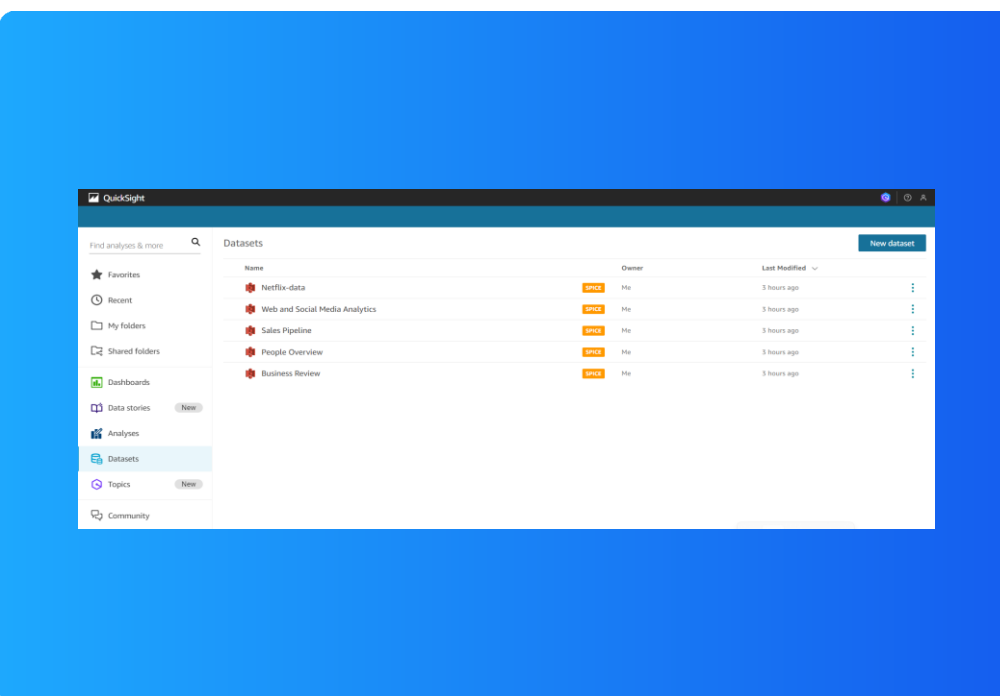 QuickSight
Find analyses & more
Favorites
Recent
My folders
Shared folders
Dashboards
Data stories New
Analyses
Datasets
Topics New
Community
Datasets New dataset
Name Owner Last Modified
Netflix-data SPICE Me 3 hours ago
Web and Social Media Analytics SPICE Me 3 hours ago
Sales Pipeline SPICE Me 3 hours ago
People Overview SPICE Me 3 hours ago
Business Review SPICE Me 3 hours ago